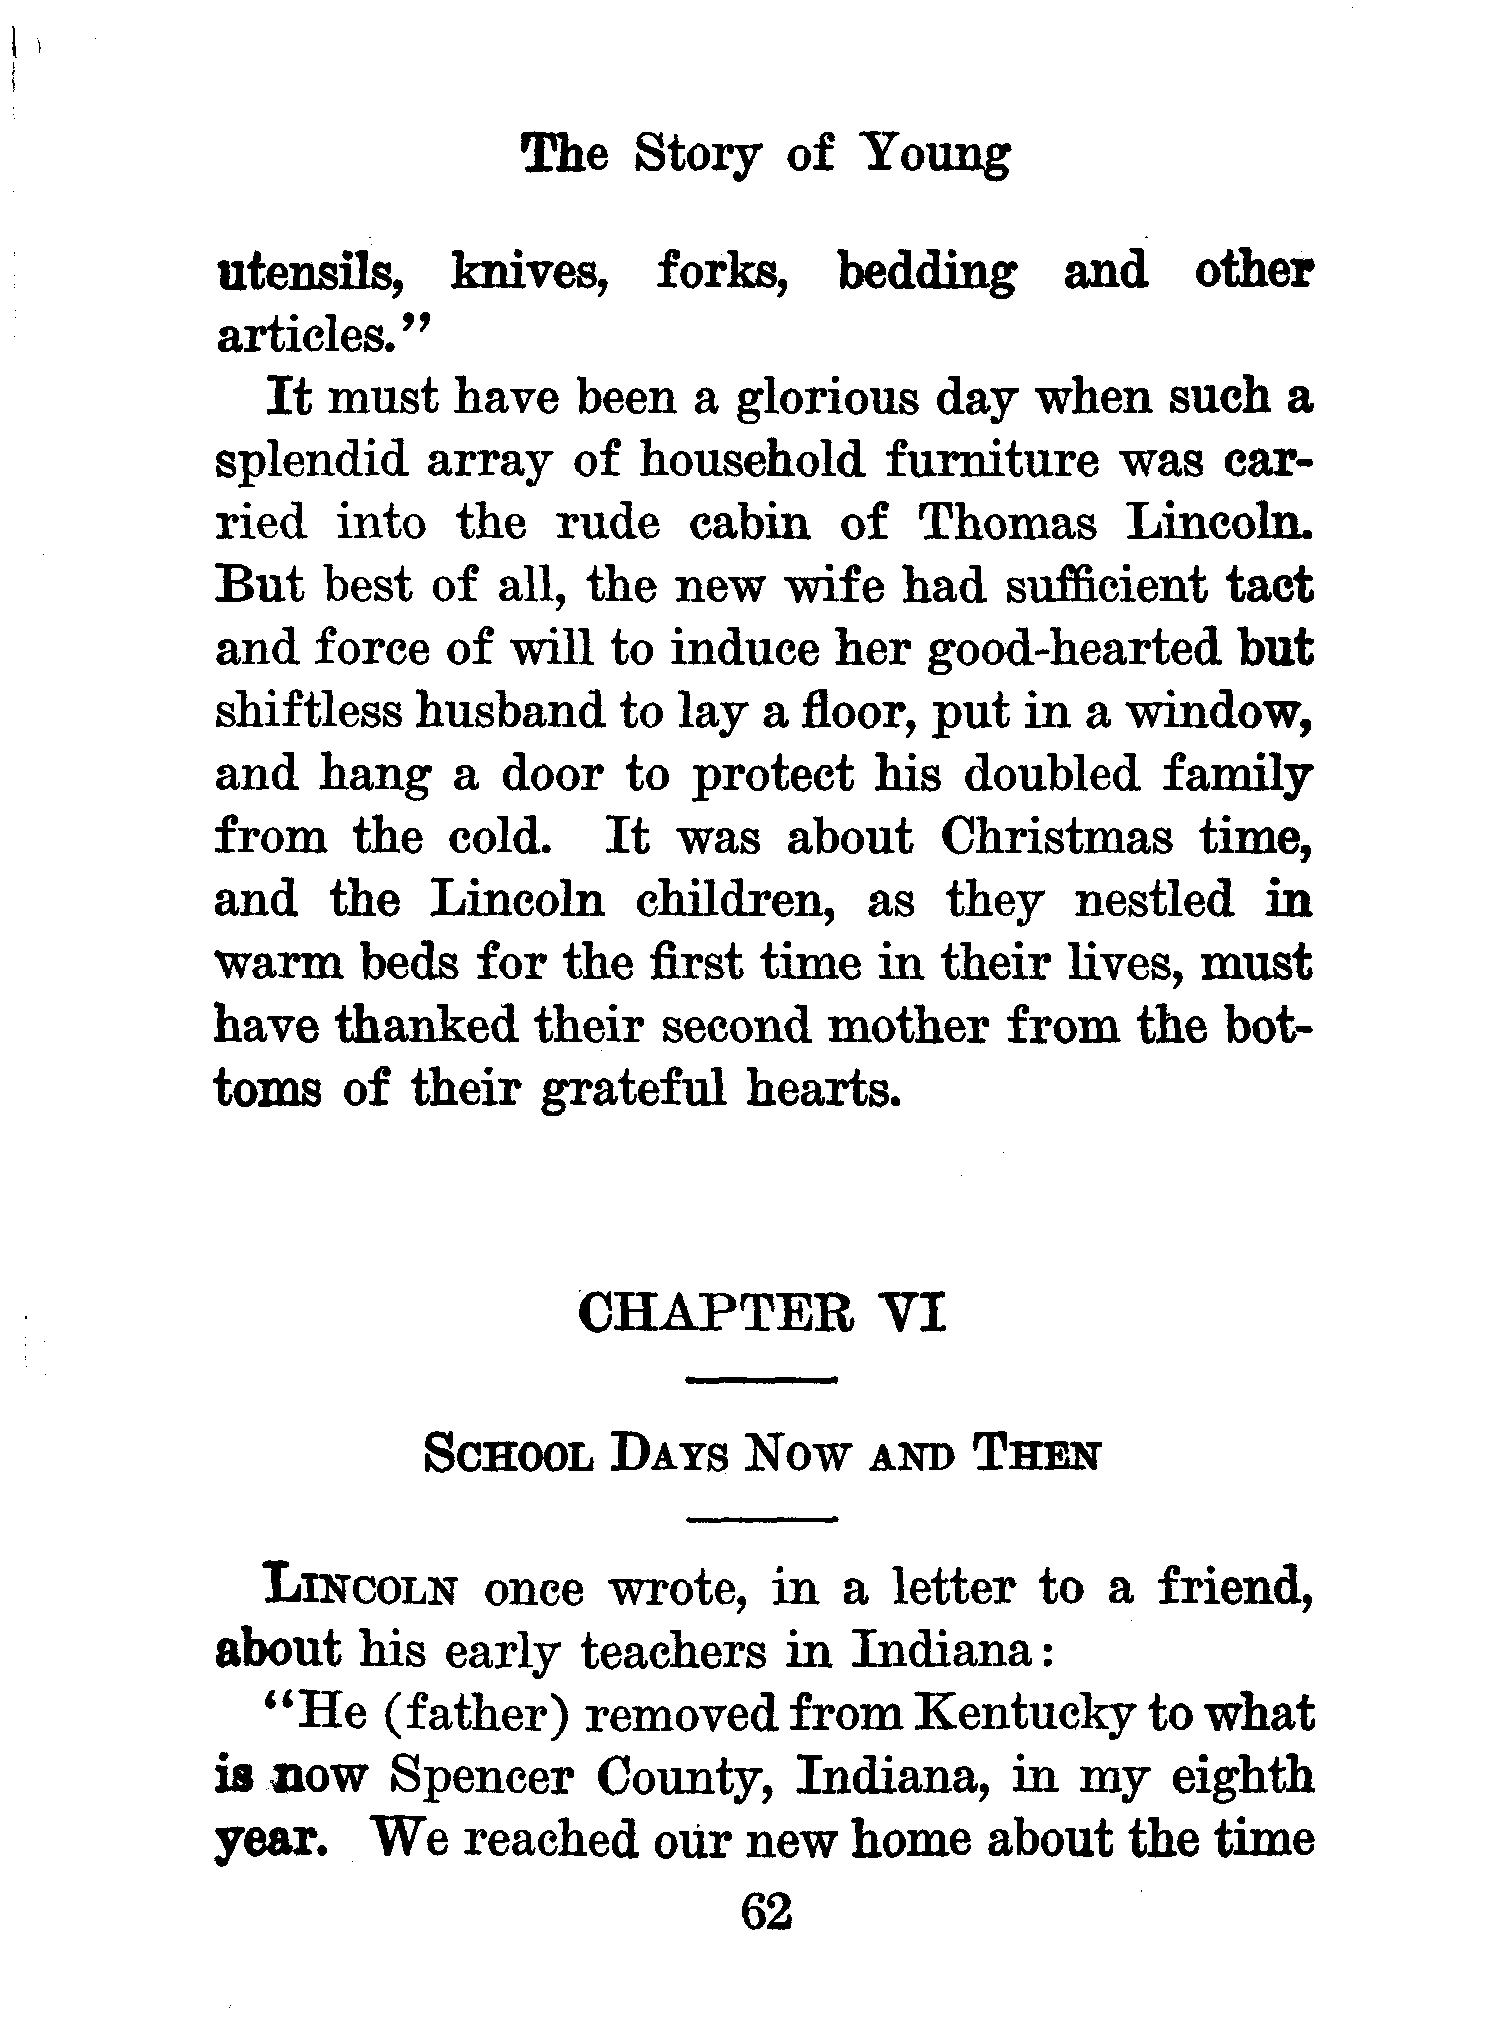 The Story of Young
utensils, knives, forks, bedding and other
articles.”
It must have been a glorious day when such a
splendid array of household furniture was car-
ried into the rude cabin of Thomas Lincoln.
But best of all, the new wife had sufficient tact
and force of will to induce her good-hearted but
shiftless husband to lay a floor, put in a window,
and hang a door to protect his doubled family
from the cold. It was about Christmas time,
and the Lincoln children, as they nestled in
warm beds for the first time in their lives, must
have thanked their second mother from the bot-
toms of their grateful hearts.
CHAPTER VI
SCHOOL DAYS NOW AND THEN
LINCOLN once wrote, in a letter to a friend,
about his early teachers in Indiana:
“He (father) removed from Kentucky to what
is now Spencer County, Indiana, in my eighth
year. We reached our new home about the time
62